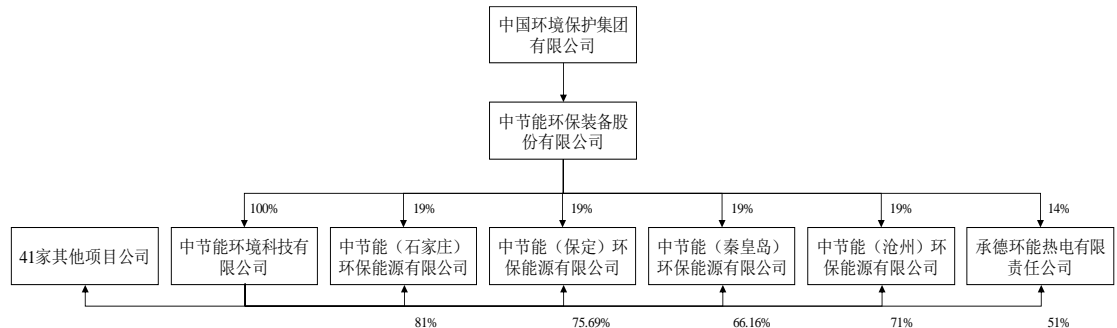 中国环境保护集团
有限公司
中节能环保装备股
份有限公司
100%
19%
19%
19%
19%
14%
41家其他项目公司
中节能环境科技有
限公司
中节能（石家庄）
环保能源有限公司
中节能（保定）环
保能源有限公司
中节能（秦皇岛）
环保能源有限公司
中节能（沧州）环
保能源有限公司
承德环能热电有限
责任公司
81%
75.69%
66.16%
71%
51%